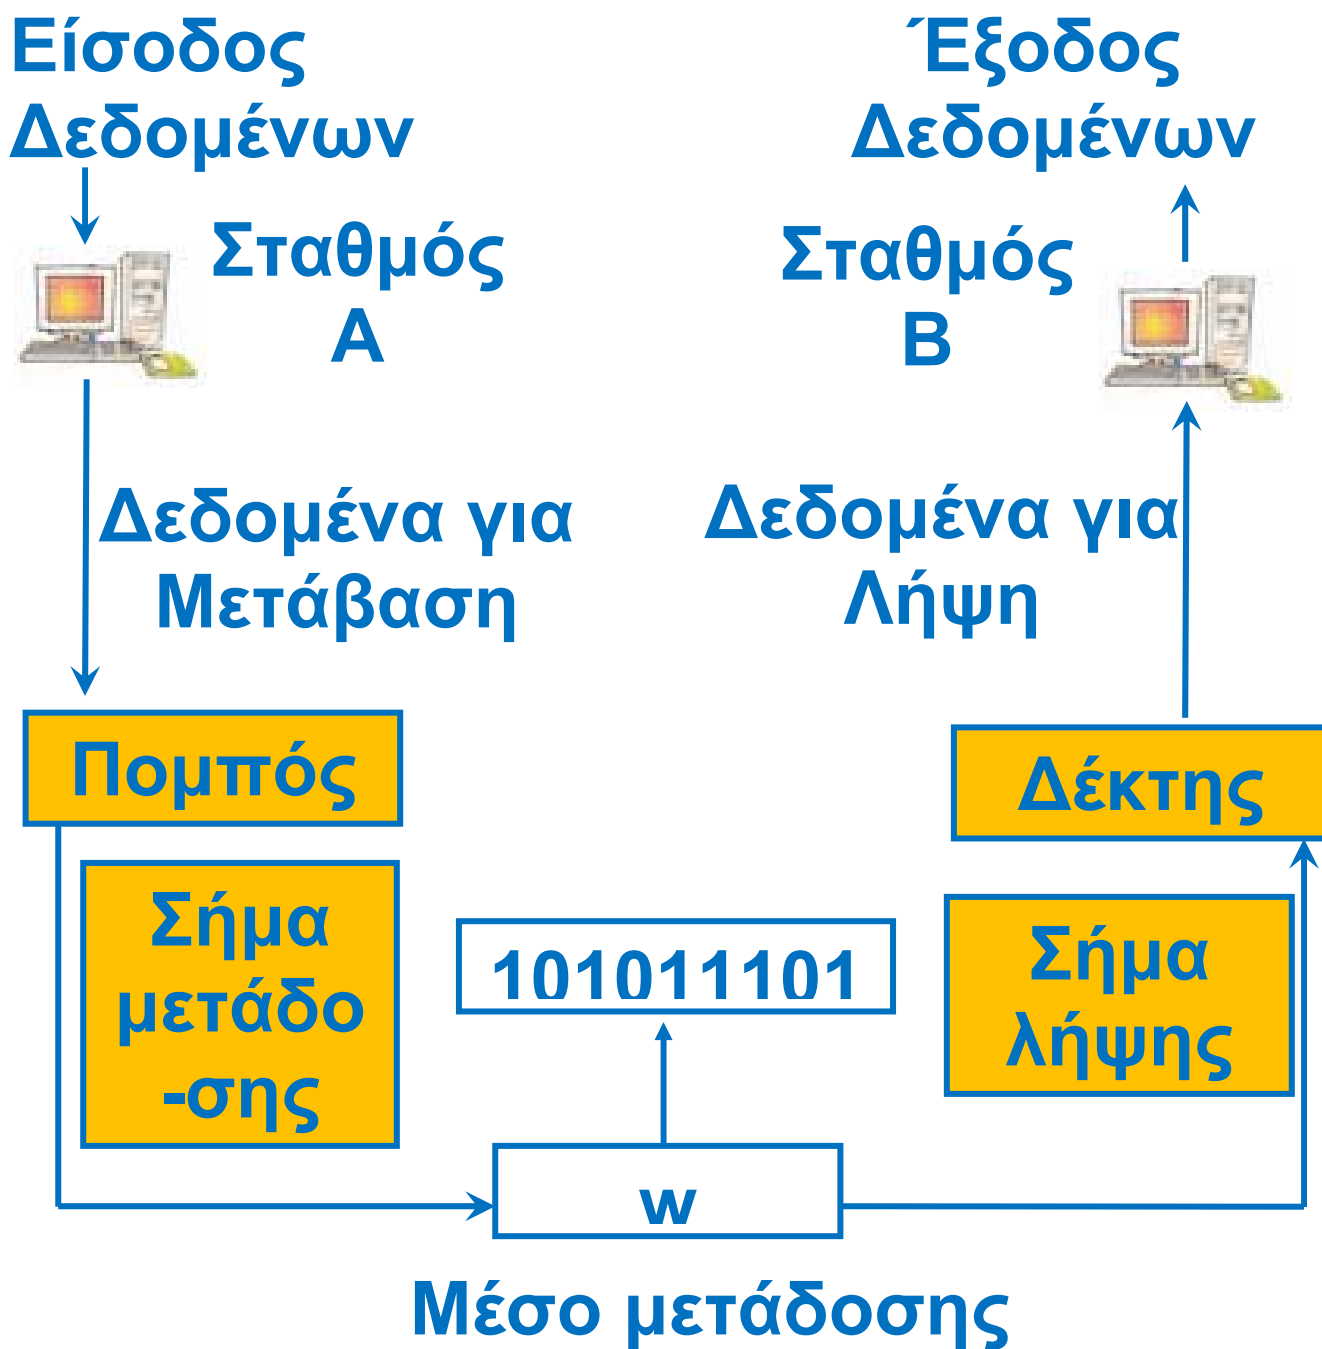 Είσοδος
Δεδομένων
Έξοδος
Δεδομένων
Σταθμός
Α
Σταθμός
Β
Δεδομένα για
Μετάβαση
Δεδομένα για
Λήψη
Πομπός
Δέκτης
Σήμα
μετάδο
-σης
101011101
Σήμα
λήψης
w
Μέσο μετάδοσης